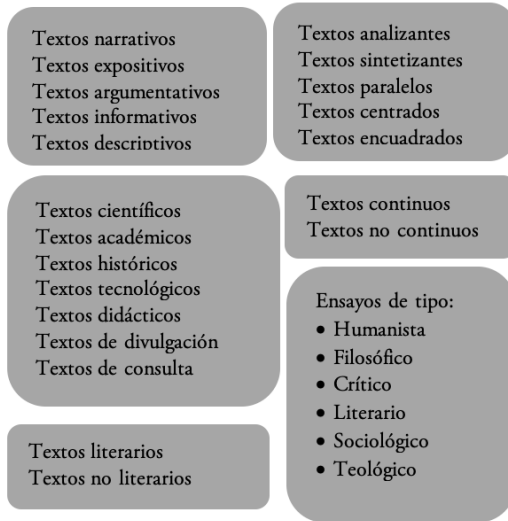 Textos narrativos
Textos expositivos
Textos argumentativos
Textos informativos
Textos descriptivos
Textos analizantes
Textos sintetizantes
Textos paralelos
Textos centrados
Textos encuadrados
Textos científicos
Textos académicos
Textos históricos
Textos tecnológicos
Textos didácticos
Textos de divulgación
Textos de consulta
Textos continuos
Textos no continuos
Ensayos de tipo:
• Humanista
• Filosófico
• Crítico
• Literario
• Sociológico
• Teológico
Textos literarios
Textos no literarios